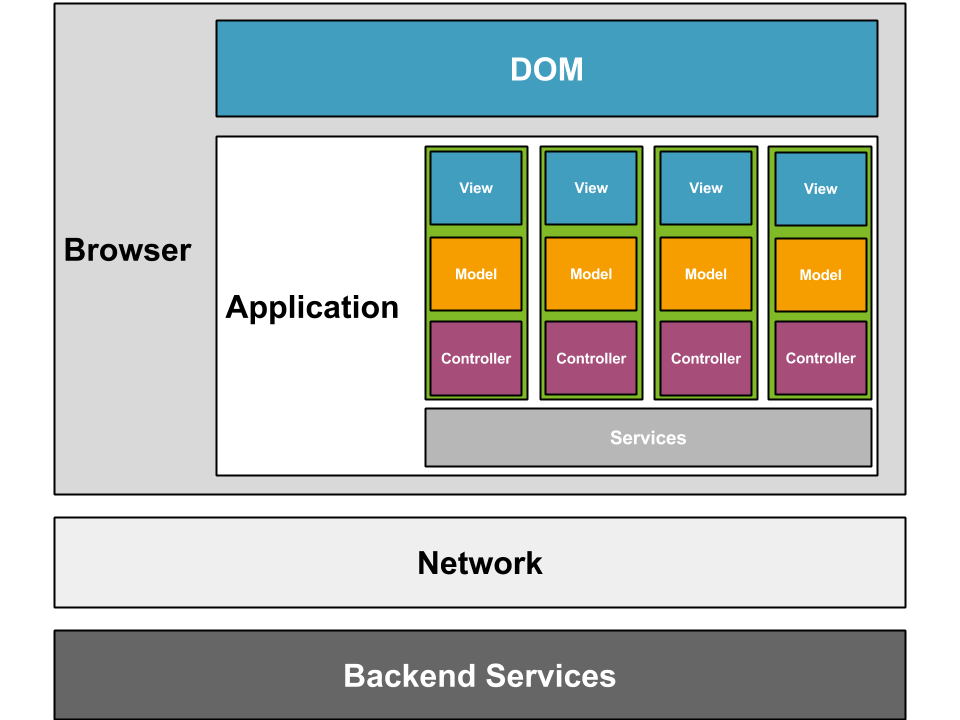 DOM
Browser
Application
View
View
View
View
Model
Model
Model
Model
Controller
Controller
Controller
Controller
Services
Network
Backend Services